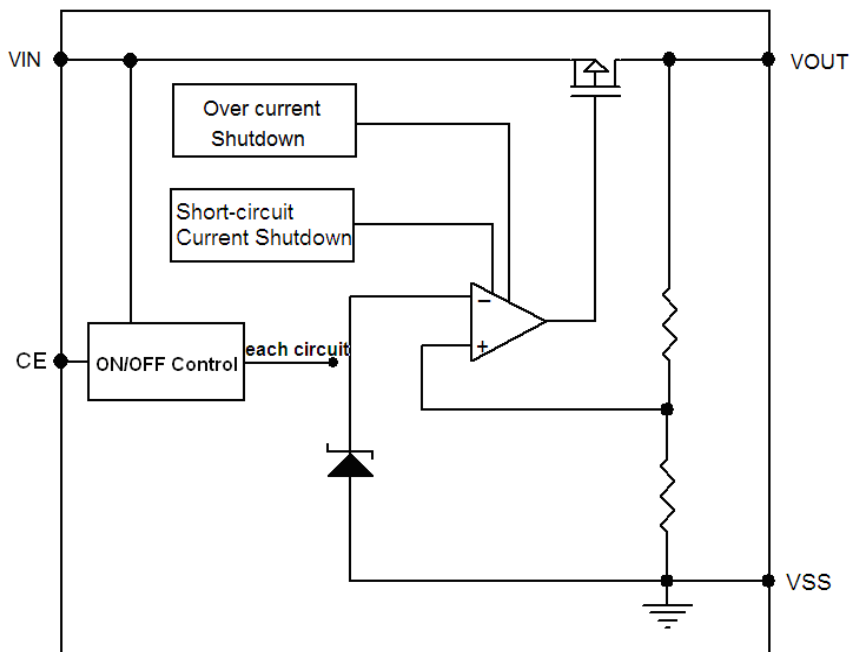 VIN
VOUT
Over current
Shutdown
Short-circuit
Current Shutdown
−
+
CE
ON/OFF Control
each circuit
VSS